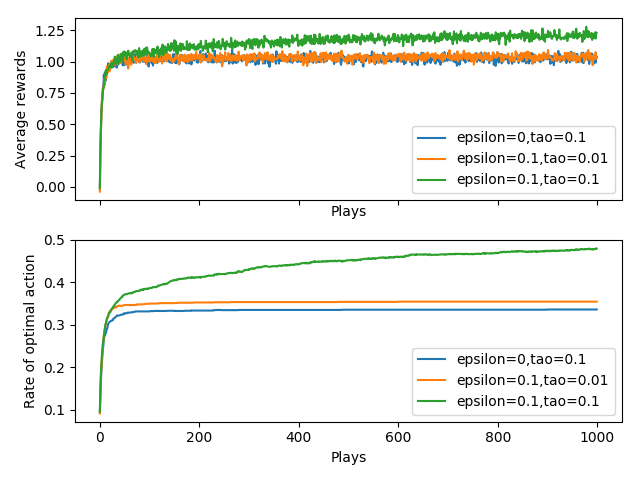 1.25
1.00
0.75
0.50
0.25
0.00
Average rewards
epsilon=0,tao=0.1
epsilon=0.1,tao=0.01
epsilon=0.1,tao=0.1
Plays
0.5
0.4
0.3
0.2
0.1
Rate of optimal action
epsilon=0,tao=0.1
epsilon=0.1,tao=0.01
epsilon=0.1,tao=0.1
0 200 400 600 800 1000
Plays